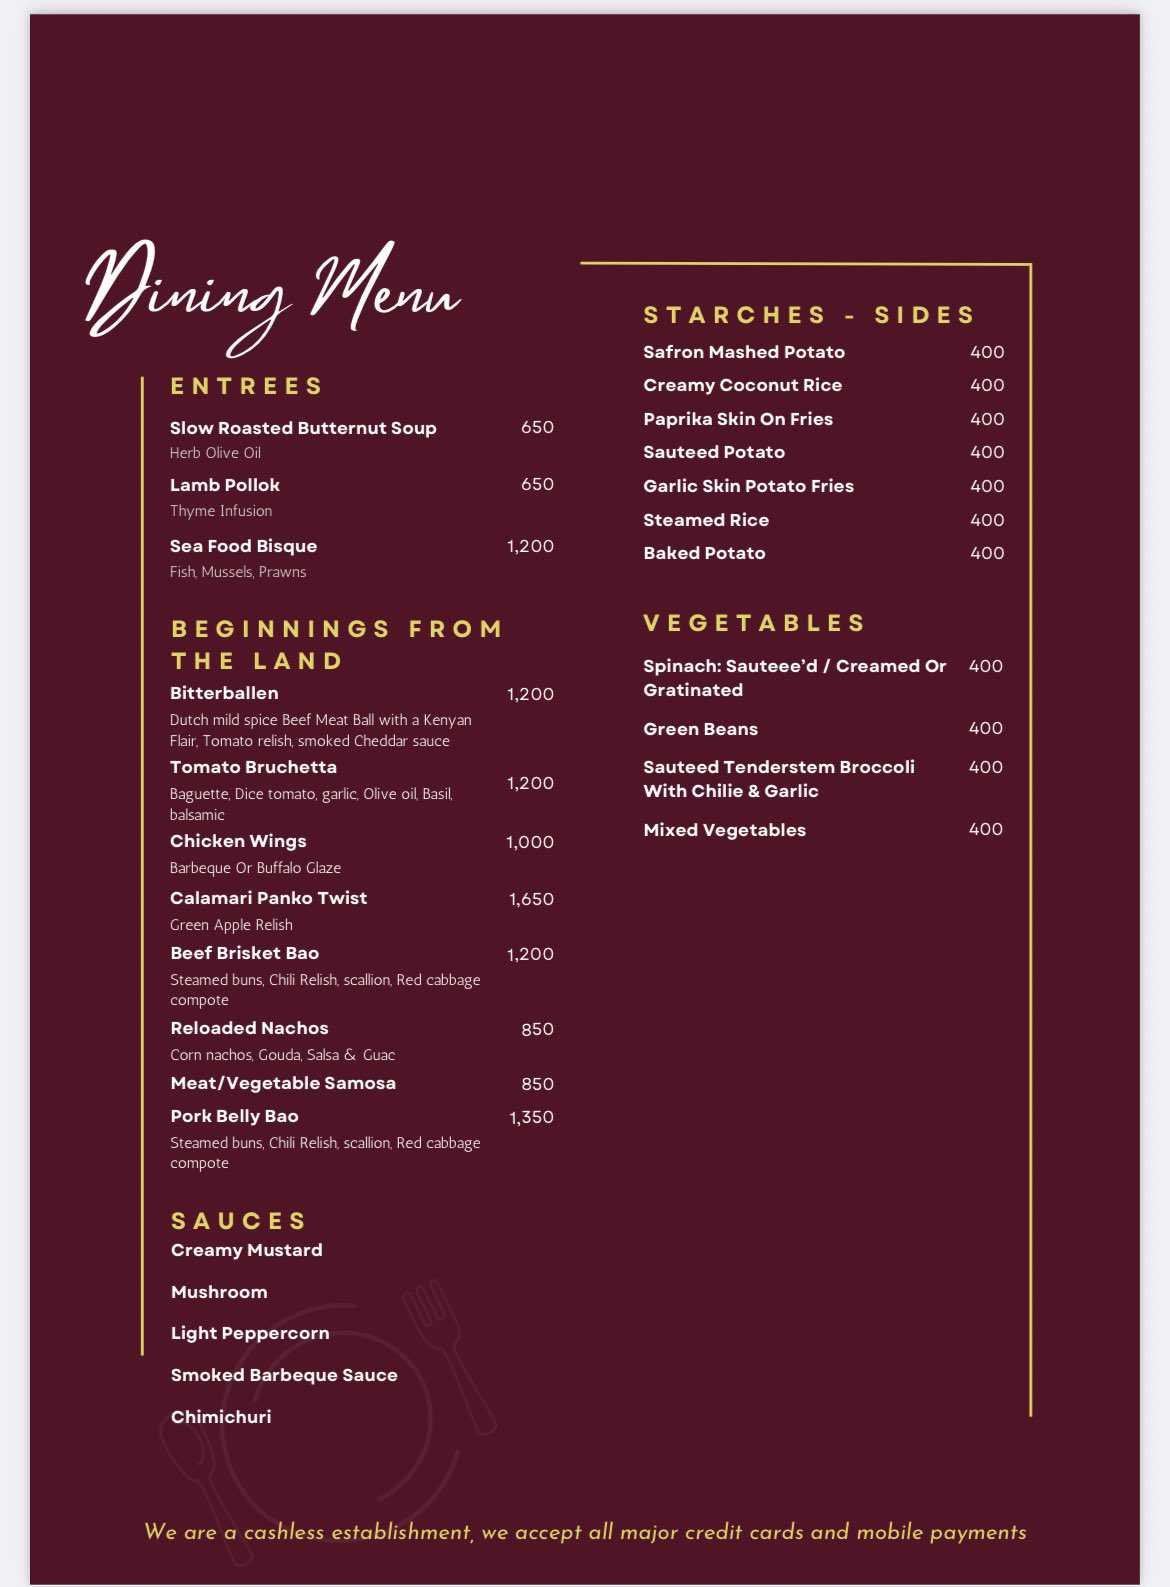 Dining Menu
ENTREES
Slow Roasted Butternut Soup 650
Herb Olive Oil
Lamb Pollok 650
Thyme Infusion
Sea Food Bisque 1,200
Fish, Mussels, Prawns
BEGINNINGS FROM
THE LAND
Bitterballen 1,200
Dutch mild spice Beef Meat Ball with a Kenyan
Flair, Tomato relish, smoked Cheddar sauce
Tomato Bruchetta
Baguette, Dice tomato, garlic, Olive oil, Basil, 1,200
balsamic
Chicken Wings 1,000
Barbeque Or Buffalo Glaze
Calamari Panko Twist 1,650
Green Apple Relish
Beef Brisket Bao 1,200
Steamed buns, Chili Relish, scallion, Red cabbage
compote
Reloaded Nachos 850
Corn nachos, Gouda, Salsa & Guac
Meat/Vegetable Samosa 850
Pork Belly Bao 1,350
Steamed buns, Chili Relish, scallion, Red cabbage
compote
SAUCES
Creamy Mustard
Mushroom
Light Peppercorn
Smoked Barbeque Sauce
Chimichuri
STARCHES - SIDES
Safron Mashed Potato 400
Creamy Coconut Rice 400
Paprika Skin On Fries 400
Sauteed Potato 400
Garlic Skin Potato Fries 400
Steamed Rice 400
Baked Potato 400
VEGETABLES
Spinach: Sauteee’d / Creamed Or 400
Gratinated
Green Beans 400
Sauteed Tenderstem Broccoli 400
With Chilie & Garlic
Mixed Vegetables 400
We are a cashless establishment, we accept all major credit cards and mobile payments